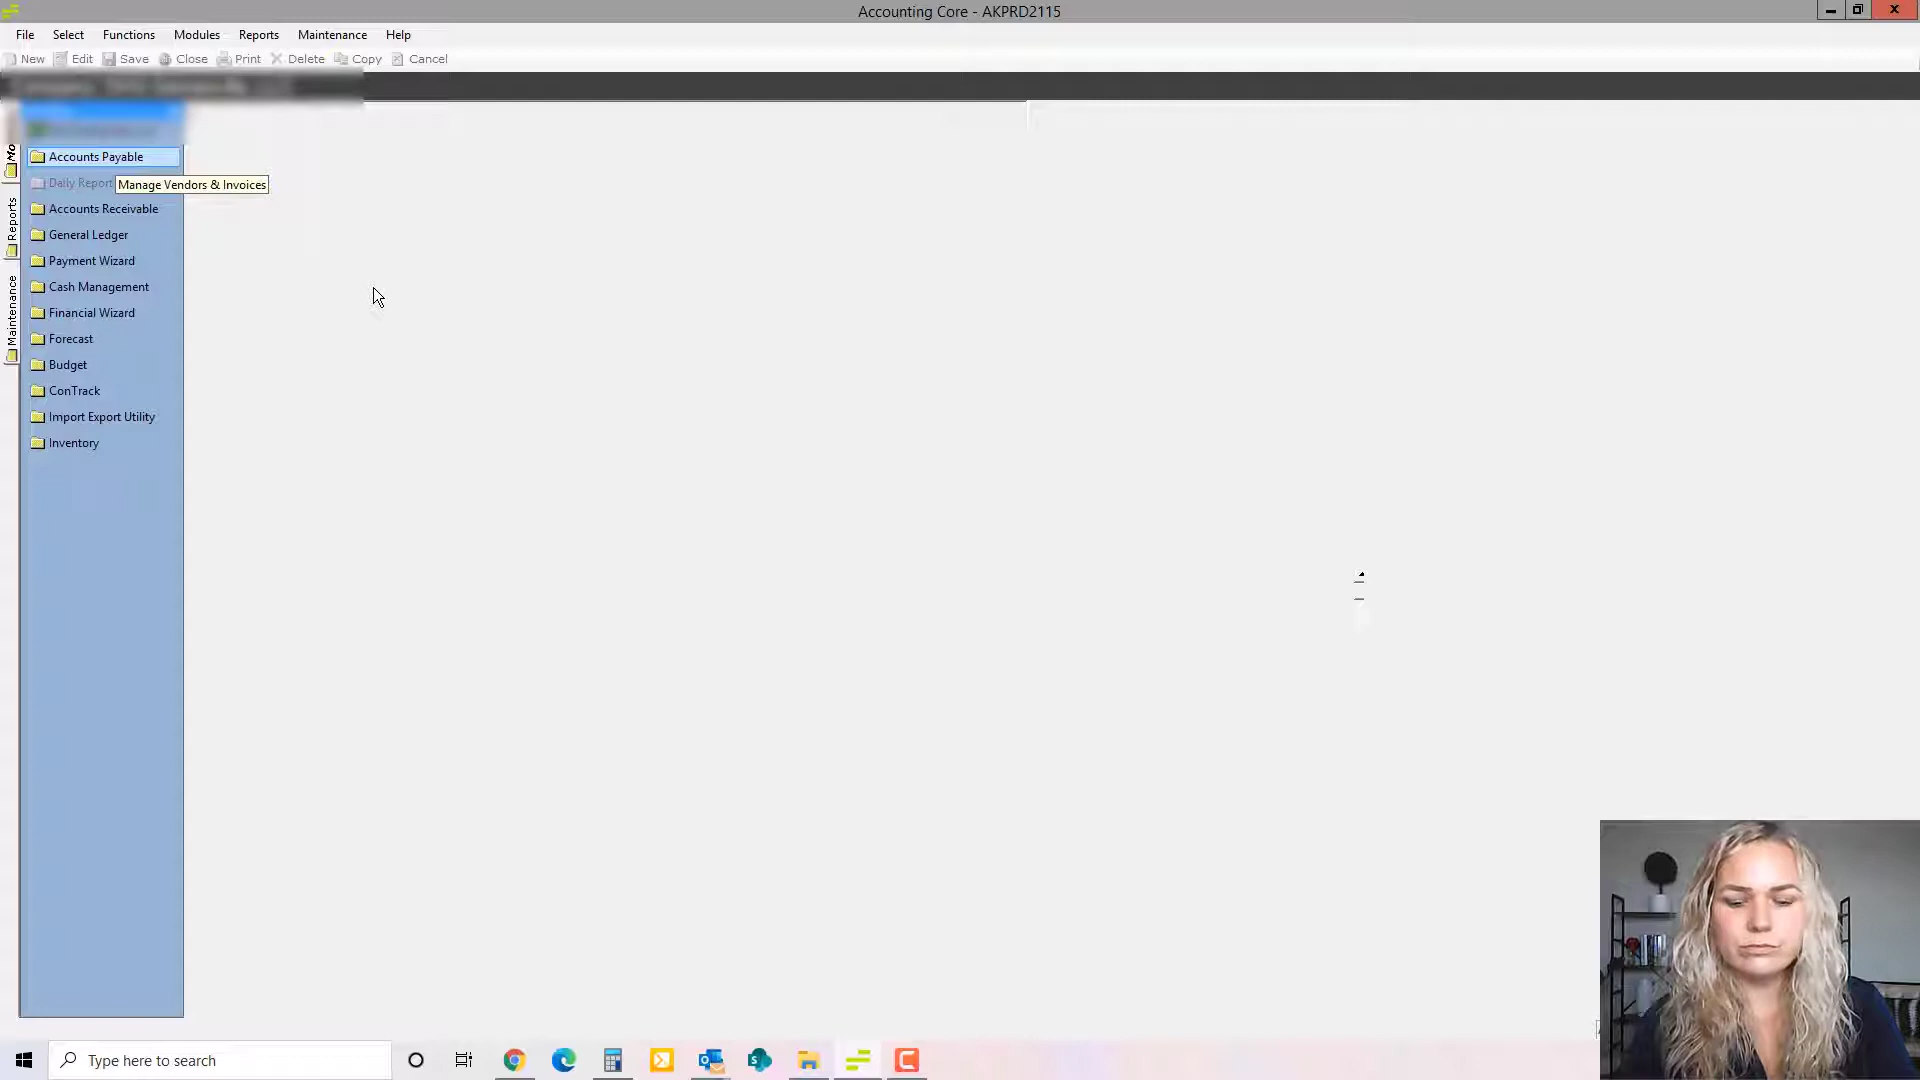 Accounting Core - AKPRD2115
File Select Functions Modules Reports Maintenance Help
New Edit Save Close Print Delete Copy Cancel
Mo
Reports
Maintenance
Accounts Payable
Daily Report
Manage Vendors & Invoices
Accounts Receivable
General Ledger
Payment Wizard
Cash Management
Financial Wizard
Forecast
Budget
ConTrack
Import Export Utility
Inventory
Type here to search